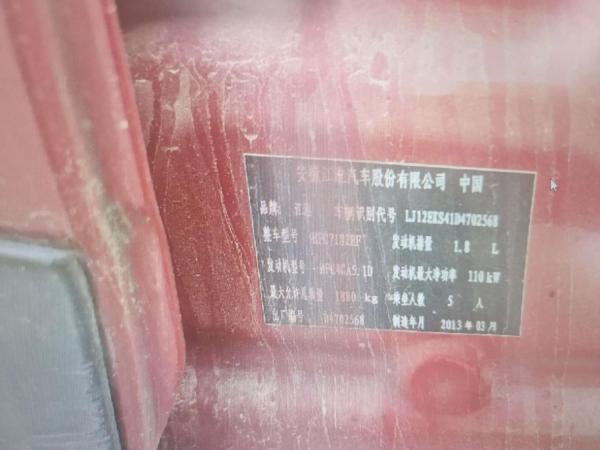 安徽江淮汽车股份有限公司 中国
品牌 江淮 车辆识别代号 LJ12EKS41D4702568
整车型号 发动机排量 1.8 L
发动机型号 HFC4GA3.1D 发动机最大净功率 110 kW
最大允许总质量 kg 乘坐人数 5 人
出厂编号 D4702568 制造年月 2013 年 03 月